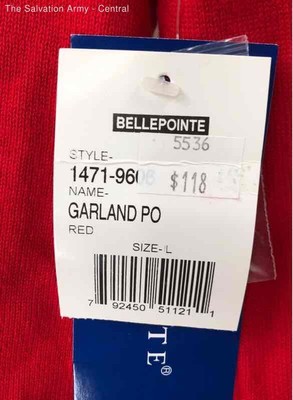 The Salvation Army - Central
BELLEPOINTE
5536
STYLE-
1471-960
$118
NAME-
GARLAND PO
RED
SIZE- L
7 92450 51121 1
TE®